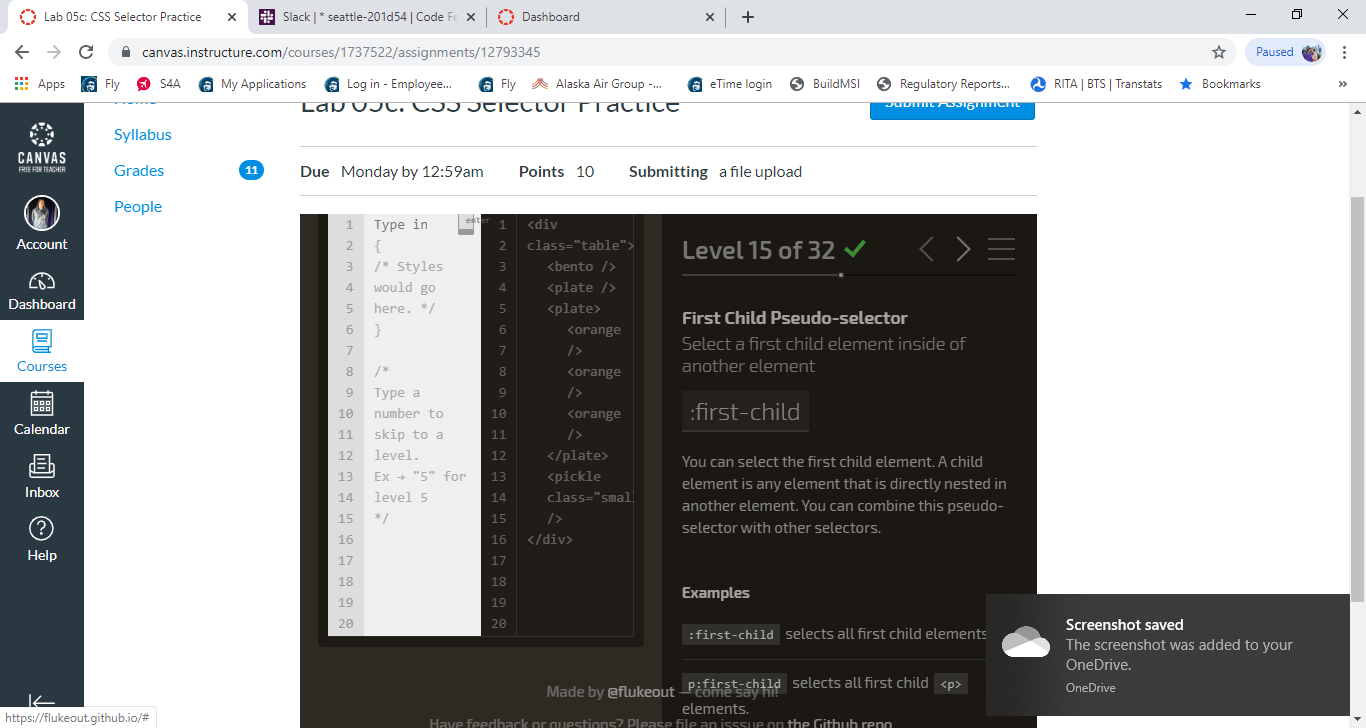 Lab 05c: CSS Selector Practice
Slack | * seattle-201d54 | Code Fe
Dashboard
canvas.instructure.com/courses/1737522/assignments/12793345
Paused
Apps
Fly
S4A
My Applications
Log in - Employee...
Fly
Alaska Air Group -...
eTime login
BuildMSI
Regulatory Reports...
RITA | BTS | Transtats
Bookmarks
CANVAS
FREE FOR TEACHER
Account
Dashboard
Courses
Calendar
Inbox
Help
Home
Syllabus
Grades
11
People
Lab 05c: CSS Selector Practice
Submit Assignment
Due Monday by 12:59am Points 10 Submitting a file upload
1 Type in
2 {
3 /* Styles
4 would go
5 here. */
6 }
7
8 /*
9 Type a
10 number to
11 skip to a
12 level.
13 Ex → "5" for
14 level 5
15 */
16
17
18
19
20
enter
1 <div
2 class="table">
3 <bento />
4 <plate />
5 <plate>
6 <orange
7 />
8 <orange
9 />
10 <orange
11 />
12 </plate>
13 <pickle
14 class="smal
15 />
16 </div>
17
18
19
20
Level 15 of 32
First Child Pseudo-selector
Select a first child element inside of
another element
:first-child
You can select the first child element. A child
element is any element that is directly nested in
another element. You can combine this pseudo-
selector with other selectors.
Examples
:first-child selects all first child elements
p:first-child selects all first child <p>
elements.
Made by @flukeout — come say hi!
Have feedback or questions? Please file an isssue on the Github repo
Screenshot saved
The screenshot was added to your
OneDrive.
OneDrive
https://flukeout.github.io/#